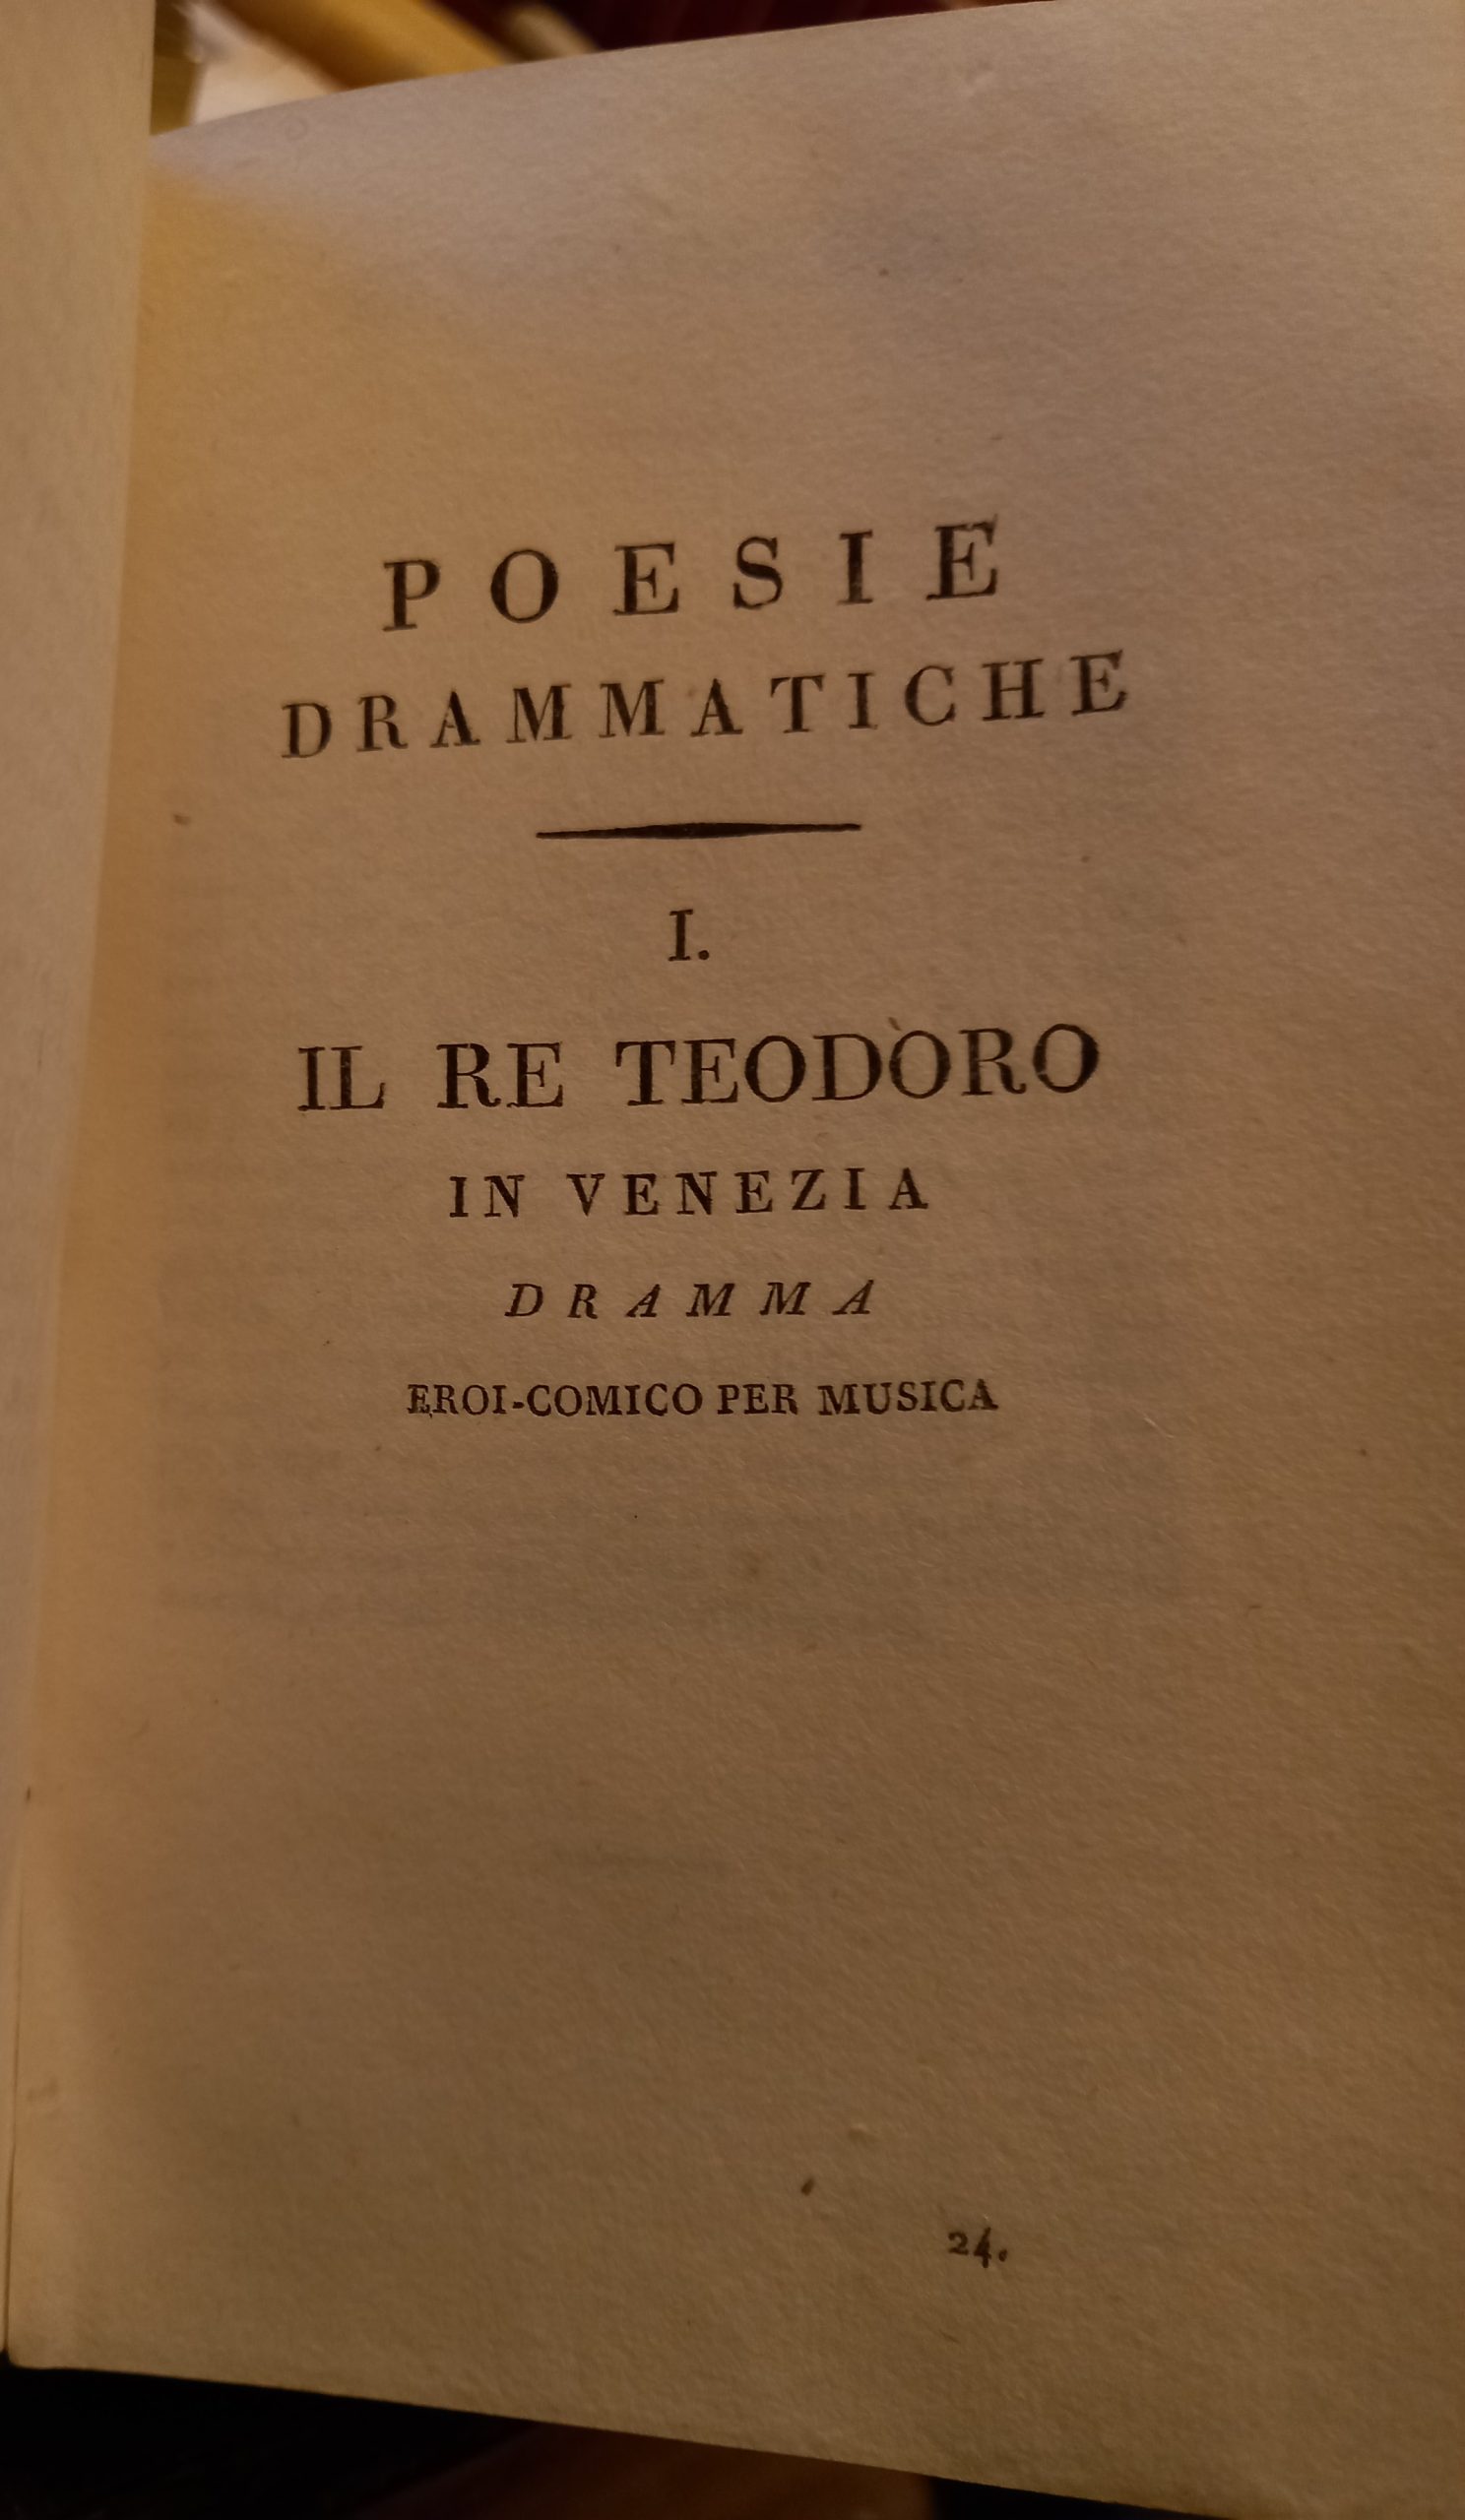 POESIE
DRAMMATICHE
I.
IL RE TEODORO
IN VENEZIA
DRAMMA
EROI-COMICO PER MUSICA
24.